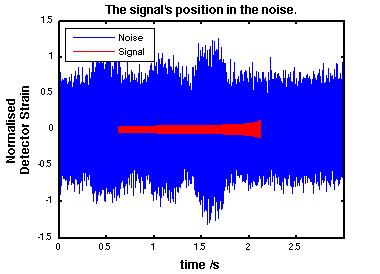 The signal's position in the noise.
1.5
1
0.5
0
-0.5
-1
-1.5
Normalised
Detector Strain
Noise
Signal
0 0.5 1 1.5 2 2.5
time /s